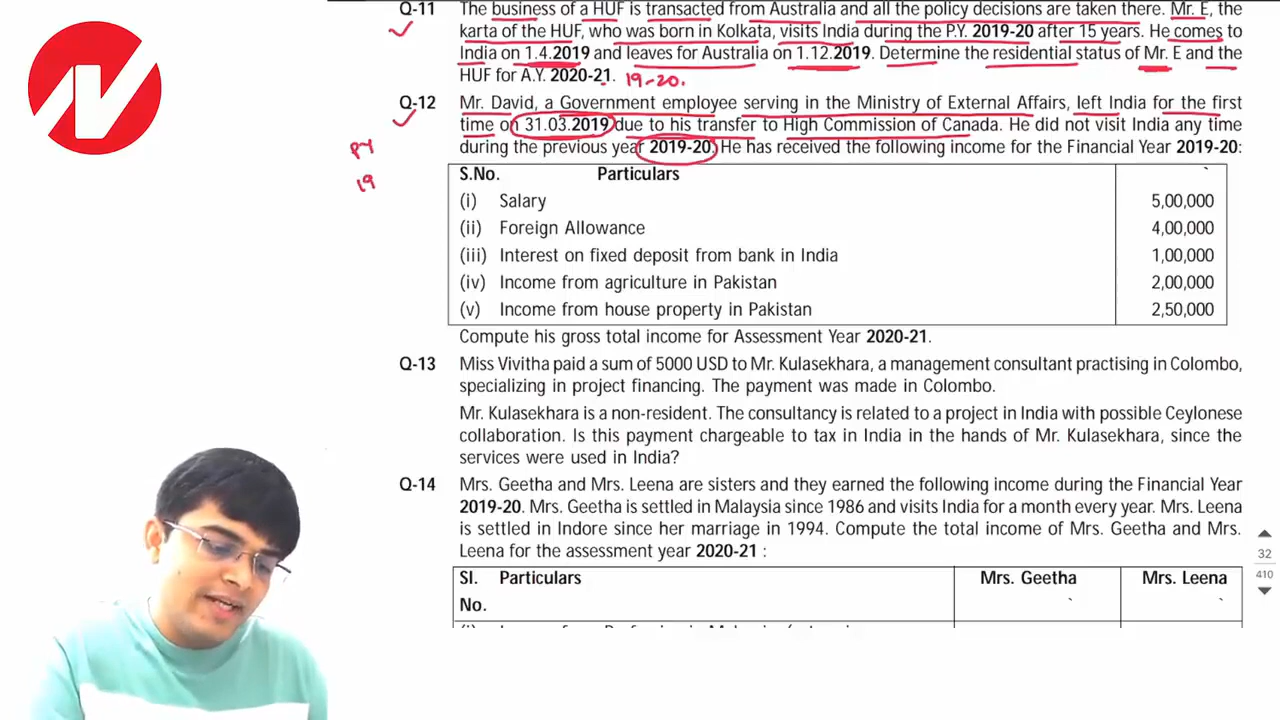 Q-11 The business of a HUF is transacted from Australia and all the policy decisions are taken there. Mr. E, the
karta of the HUF, who was born in Kolkata, visits India during the P.Y. 2019-20 after 15 years. He comes to
India on 1.4.2019 and leaves for Australia on 1.12.2019. Determine the residential status of Mr. E and the
HUF for A.Y. 2020-21. 19-20.
Q-12 Mr. David, a Government employee serving in the Ministry of External Affairs, left India for the first
time on 31.03.2019 due to his transfer to High Commission of Canada. He did not visit India any time
during the previous year 2019-20. He has received the following income for the Financial Year 2019-20:
PY
19
S.No. Particulars `
(i) Salary 5,00,000
(ii) Foreign Allowance 4,00,000
(iii) Interest on fixed deposit from bank in India 1,00,000
(iv) Income from agriculture in Pakistan 2,00,000
(v) Income from house property in Pakistan 2,50,000
Compute his gross total income for Assessment Year 2020-21.
Q-13 Miss Vivitha paid a sum of 5000 USD to Mr. Kulasekhara, a management consultant practising in Colombo,
specializing in project financing. The payment was made in Colombo.
Mr. Kulasekhara is a non-resident. The consultancy is related to a project in India with possible Ceylonese
collaboration. Is this payment chargeable to tax in India in the hands of Mr. Kulasekhara, since the
services were used in India?
Q-14 Mrs. Geetha and Mrs. Leena are sisters and they earned the following income during the Financial Year
2019-20. Mrs. Geetha is settled in Malaysia since 1986 and visits India for a month every year. Mrs. Leena
is settled in Indore since her marriage in 1994. Compute the total income of Mrs. Geetha and Mrs.
Leena for the assessment year 2020-21 :
32
410
Sl. Particulars Mrs. Geetha Mrs. Leena
No. ` `